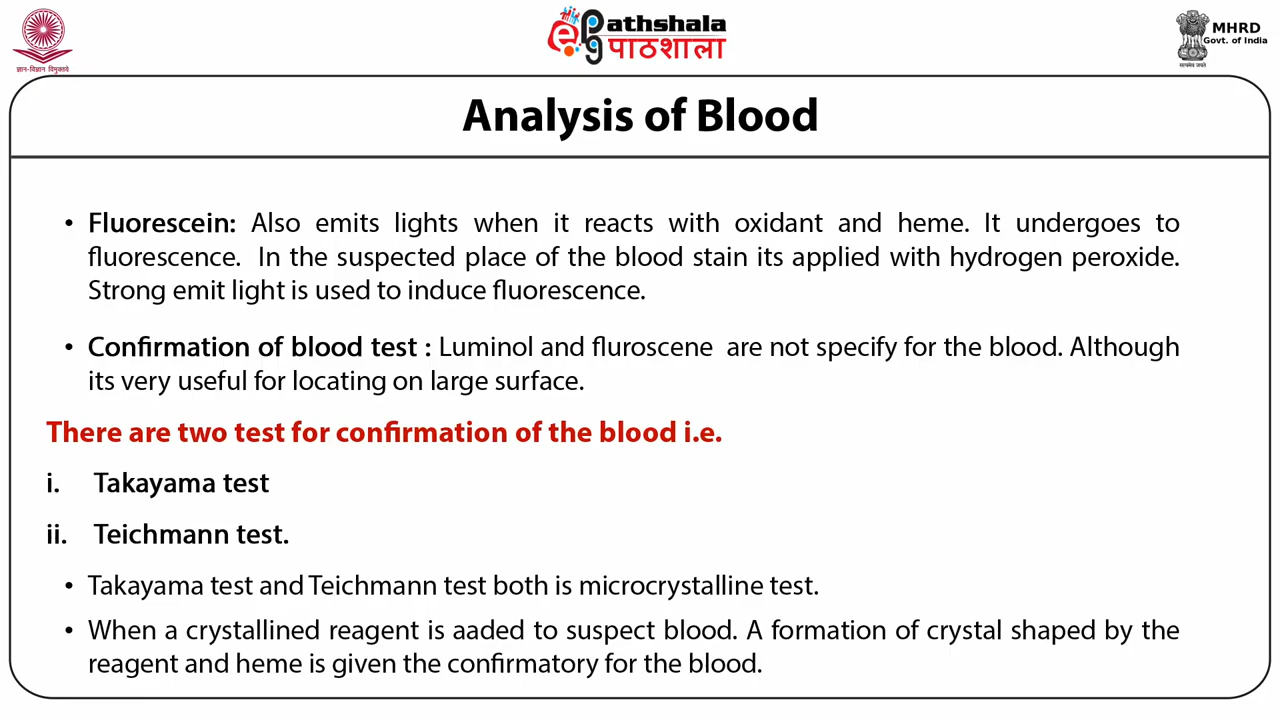 ज्ञान-विज्ञान विमुक्तये
ePG Pathshala
पाठशाला
MHRD
Govt. of India
सत्यमेव जयते
Analysis of Blood
• Fluorescein: Also emits lights when it reacts with oxidant and heme. It undergoes to
fluorescence. In the suspected place of the blood stain its applied with hydrogen peroxide.
Strong emit light is used to induce fluorescence.
• Confirmation of blood test : Luminol and fluroscene are not specify for the blood. Although
its very useful for locating on large surface.
There are two test for confirmation of the blood i.e.
i. Takayama test
ii. Teichmann test.
• Takayama test and Teichmann test both is microcrystalline test.
• When a crystallined reagent is aaded to suspect blood. A formation of crystal shaped by the
reagent and heme is given the confirmatory for the blood.